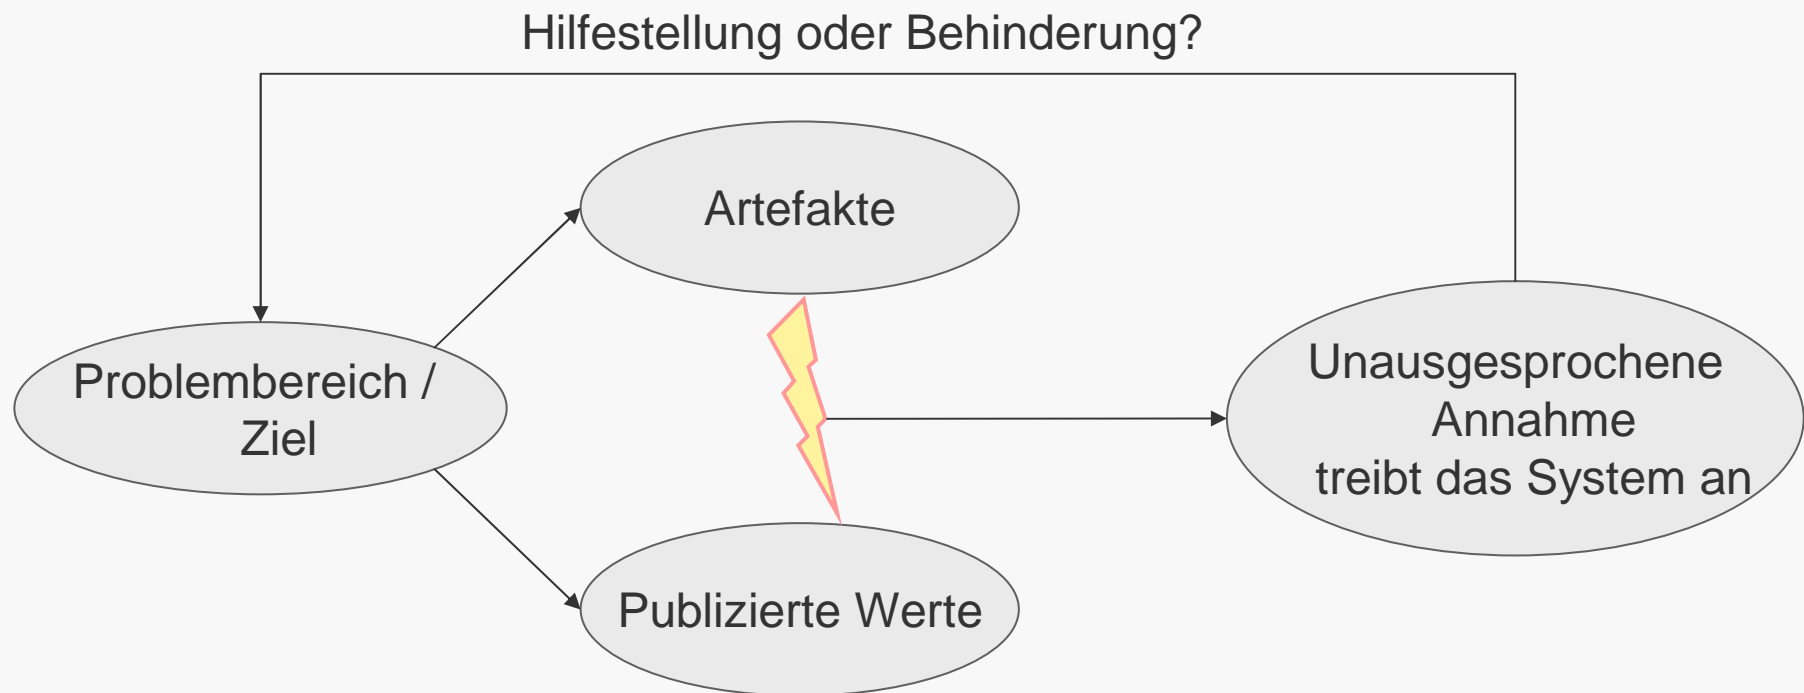 Hilfestellung oder Behinderung?
Artefakte
Problembereich /
Ziel
Unausgesprochene
Annahme
treibt das System an
Publizierte Werte